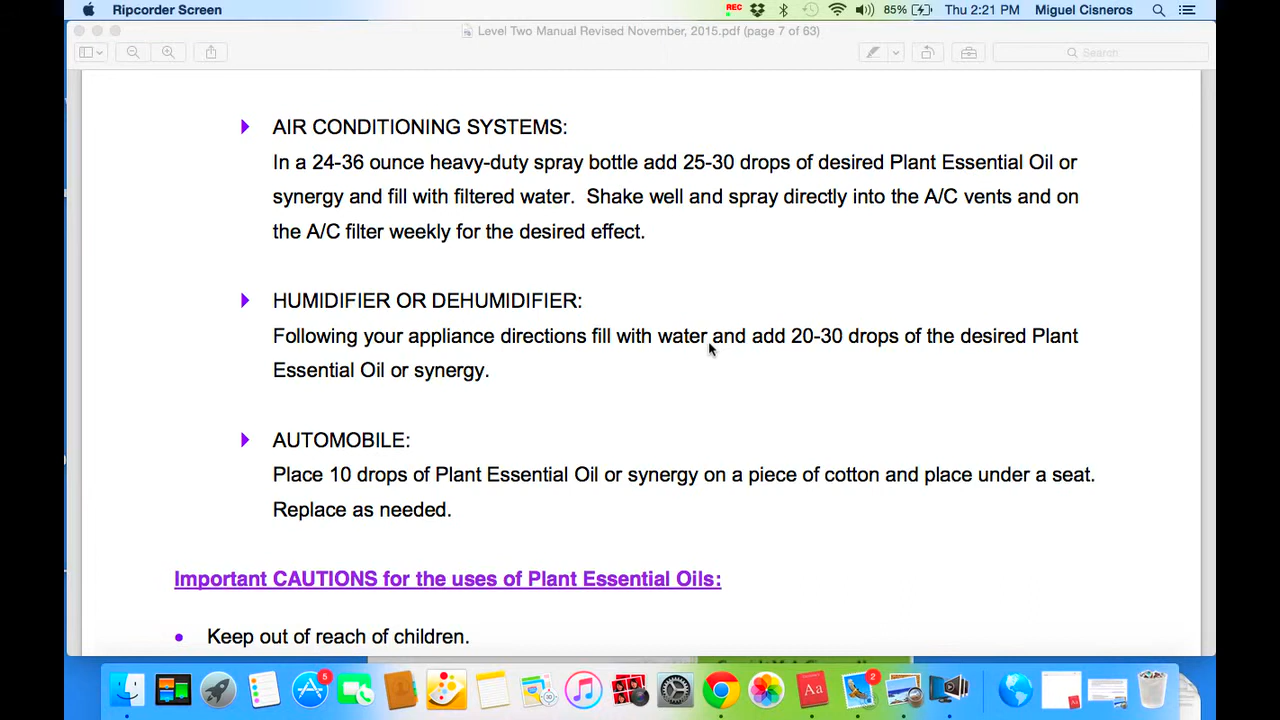 Ripcorder Screen
REC
85%
Thu 2:21 PM
Miguel Cisneros
Level Two Manual Revised November, 2015.pdf (page 7 of 63)
Search
AIR CONDITIONING SYSTEMS:
In a 24-36 ounce heavy-duty spray bottle add 25-30 drops of desired Plant Essential Oil or
synergy and fill with filtered water.  Shake well and spray directly into the A/C vents and on
the A/C filter weekly for the desired effect.
HUMIDIFIER OR DEHUMIDIFIER:
Following your appliance directions fill with water and add 20-30 drops of the desired Plant
Essential Oil or synergy.
AUTOMOBILE:
Place 10 drops of Plant Essential Oil or synergy on a piece of cotton and place under a seat.
Replace as needed.
Important CAUTIONS for the uses of Plant Essential Oils:
Keep out of reach of children.
5
Aa
2